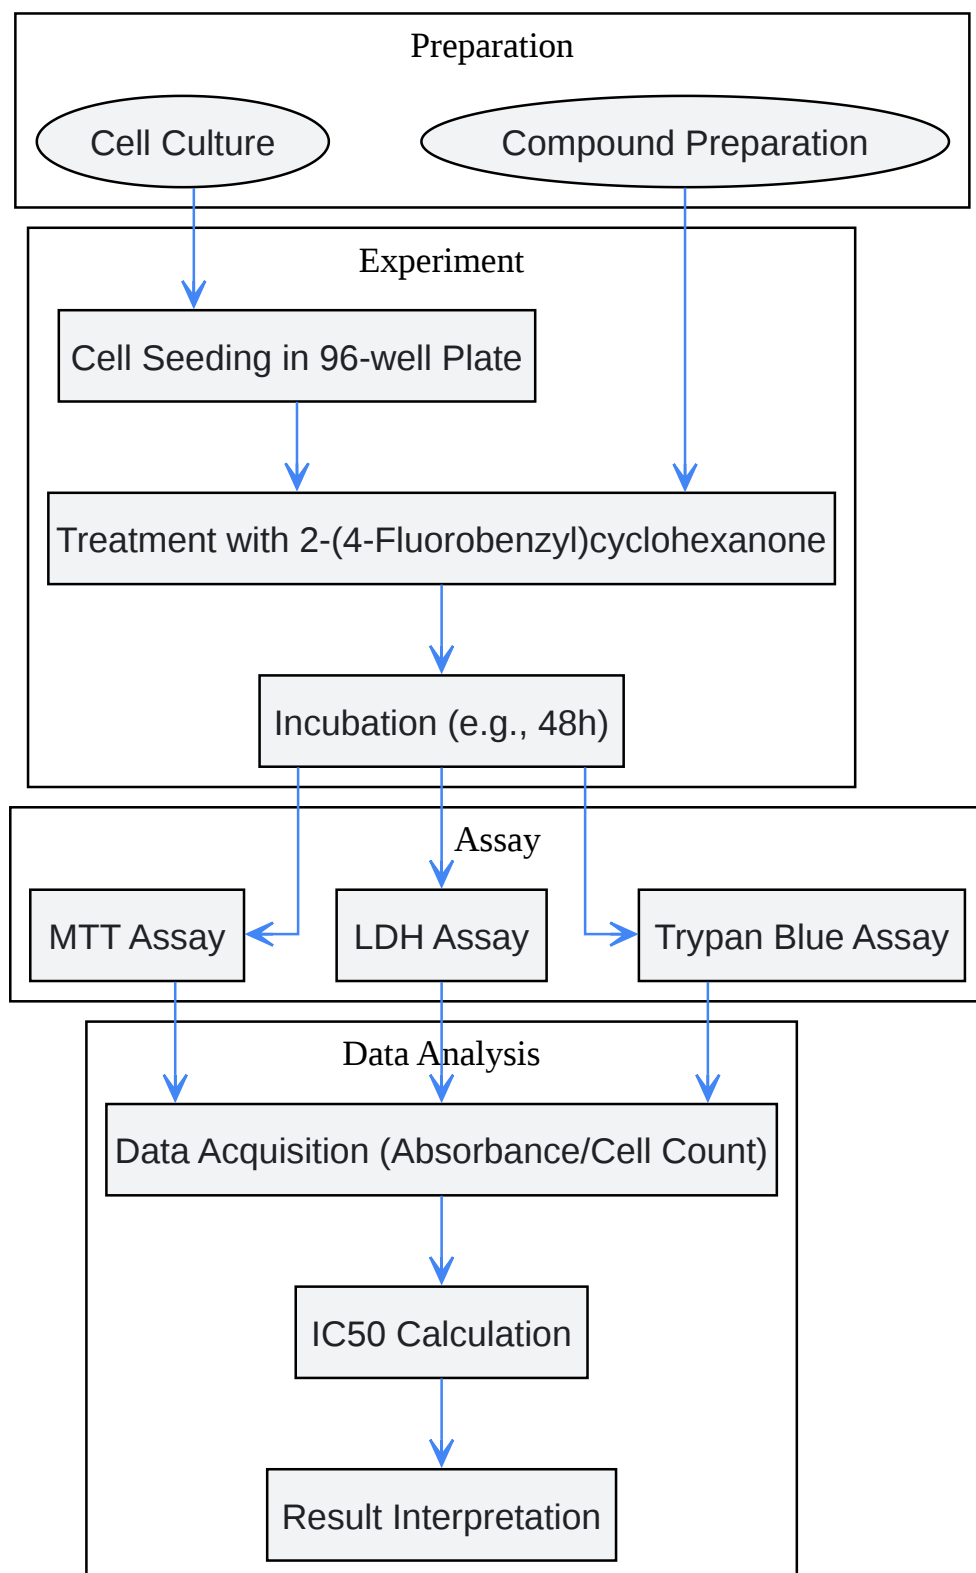 Preparation
Cell Culture
Compound Preparation
Experiment
Cell Seeding in 96-well Plate
Treatment with 2-(4-Fluorobenzyl)cyclohexanone
Incubation (e.g., 48h)
Assay
MTT Assay
LDH Assay
Trypan Blue Assay
Data Analysis
Data Acquisition (Absorbance/Cell Count)
IC50 Calculation
Result Interpretation